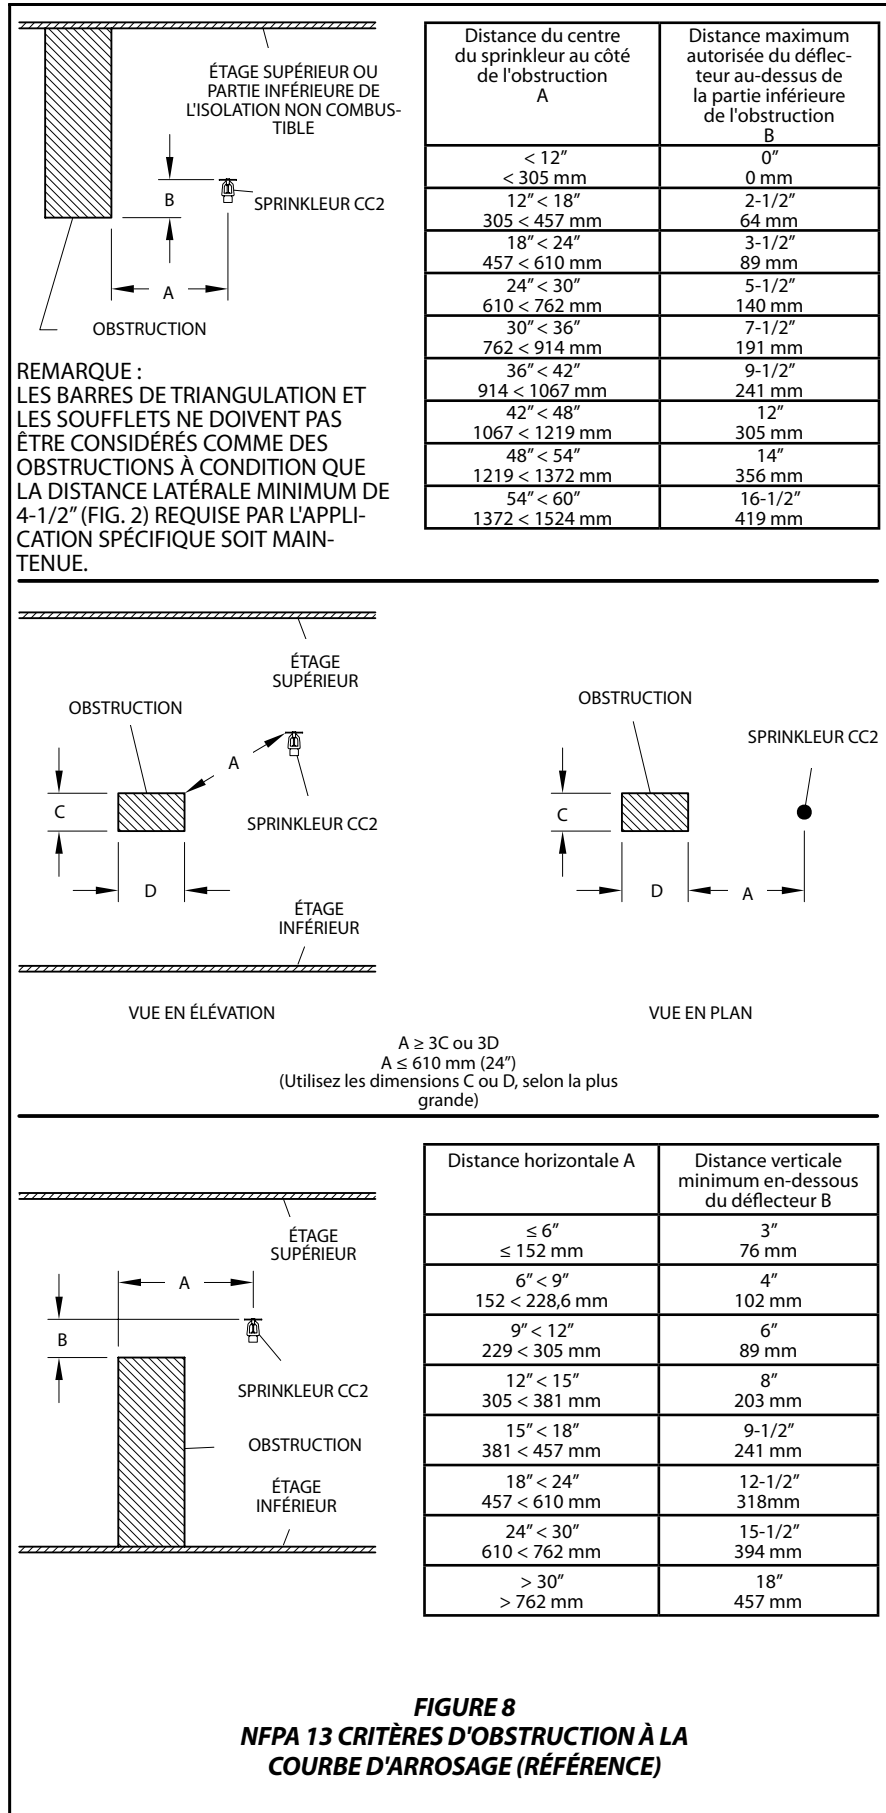 ÉTAGE SUPÉRIEUR OU
PARTIE INFÉRIEURE DE
L'ISOLATION NON COMBUS-
TIBLE
B
SPRINKLEUR CC2
A
OBSTRUCTION
REMARQUE :
LES BARRES DE TRIANGULATION ET
LES SOUFFLETS NE DOIVENT PAS
ÊTRE CONSIDÉRÉS COMME DES
OBSTRUCTIONS À CONDITION QUE
LA DISTANCE LATÉRALE MINIMUM DE
4-1/2″ (FIG. 2) REQUISE PAR L'APPLI-
CATION SPÉCIFIQUE SOIT MAIN-
TENUE.
Distance du centre
du sprinkleur au côté
de l'obstruction
A
Distance maximum
autorisée du déflec-
teur au-dessus de
la partie inférieure
de l'obstruction
B
< 12″ 0″
< 305 mm 0 mm
12″ < 18″ 2-1/2″
305 < 457 mm 64 mm
18″ < 24″ 3-1/2″
457 < 610 mm 89 mm
24″ < 30″ 5-1/2″
610 < 762 mm 140 mm
30″ < 36″ 7-1/2″
762 < 914 mm 191 mm
36″ < 42″ 9-1/2″
914 < 1067 mm 241 mm
42″ < 48″ 12″
1067 < 1219 mm 305 mm
48″ < 54″ 14″
1219 < 1372 mm 356 mm
54″ < 60″ 16-1/2″
1372 < 1524 mm 419 mm
ÉTAGE
SUPÉRIEUR
OBSTRUCTION
A
C
SPRINKLEUR CC2
D
ÉTAGE
INFÉRIEUR
VUE EN ÉLÉVATION
OBSTRUCTION
SPRINKLEUR CC2
C
D
A
VUE EN PLAN
A ≥ 3C ou 3D
A ≤ 610 mm (24″)
(Utilisez les dimensions C ou D, selon la plus
grande)
ÉTAGE
SUPÉRIEUR
A
B
SPRINKLEUR CC2
OBSTRUCTION
ÉTAGE
INFÉRIEUR
Distance horizontale A
Distance verticale
minimum en-dessous
du déflecteur B
≤ 6″ 3″
≤ 152 mm 76 mm
6″ < 9″ 4″
152 < 228,6 mm 102 mm
9″ < 12″ 6″
229 < 305 mm 89 mm
12″ < 15″ 8″
305 < 381 mm 203 mm
15″ < 18″ 9-1/2″
381 < 457 mm 241 mm
18″ < 24″ 12-1/2″
457 < 610 mm 318mm
24″ < 30″ 15-1/2″
610 < 762 mm 394 mm
> 30″ 18″
> 762 mm 457 mm
FIGURE 8
NFPA 13 CRITÈRES D'OBSTRUCTION À LA
COURBE D'ARROSAGE (RÉFÉRENCE)